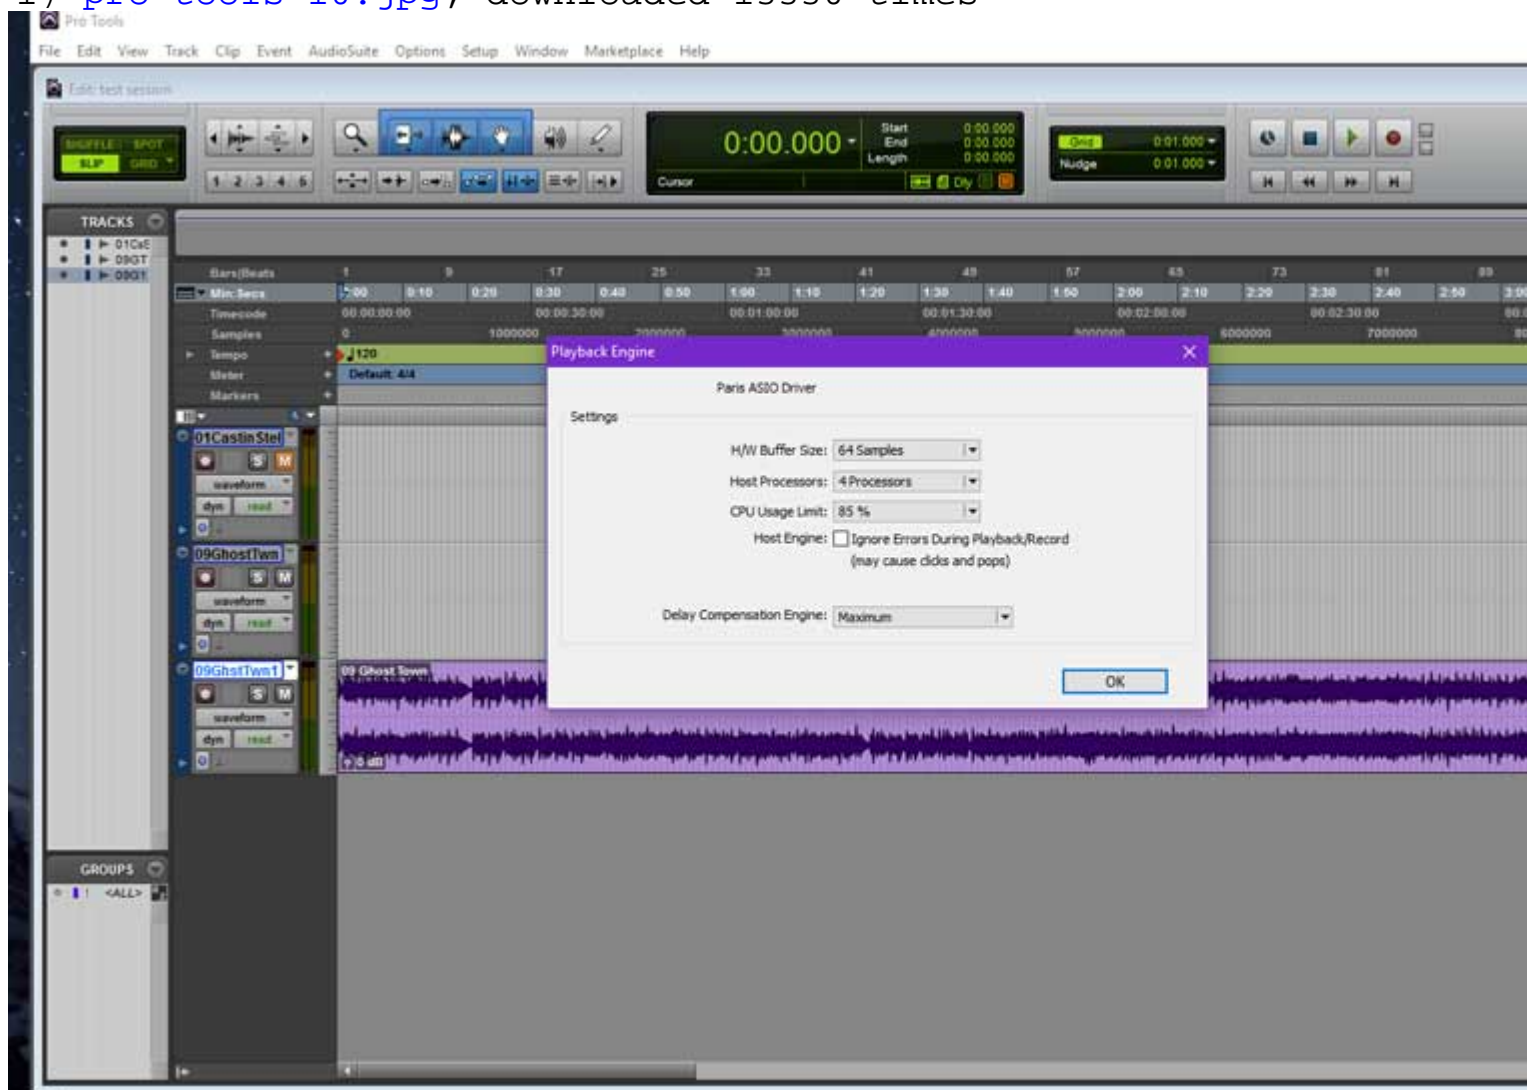 Pro Tools
File Edit View Track Clip Event AudioSuite Options Setup Window Marketplace Help
Edit: test session
SHUFFLE SPOT
SLIP GRID
0:00.000
Start 0:00.000
End 0:00.000
Length 0:00.000
Grid 0:01.000
Nudge 0:01.000
1 2 3 4 5
Cursor
Dly
TRACKS
01CsS
09GT
09GT
Bars|Beats 1 9 17 25 33 41 49 57 65 73 81 89
Min:Secs 0:00 0:10 0:20 0:30 0:40 0:50 1:00 1:10 1:20 1:30 1:40 1:50 2:00 2:10 2:20 2:30 2:40 2:50 3:00
Timecode 00:00:00:00 00:00:30:00 00:01:00:00 00:01:30:00 00:02:00:00 00:02:30:00
Samples 0 1000000 2000000 3000000 4000000 5000000 6000000 7000000
Tempo 120
Meter Default: 4/4
Markers
Playback Engine
Paris ASIO Driver
Settings
H/W Buffer Size: 64 Samples
Host Processors: 4 Processors
CPU Usage Limit: 85 %
Host Engine: Ignore Errors During Playback/Record
(may cause clicks and pops)
Delay Compensation Engine: Maximum
OK
01CastinStel
S M
waveform
dyn read
09GhostTwn
S M
waveform
dyn read
09GhstTwn1
S M
waveform
dyn read
09 Ghost Town
0 dB
GROUPS
! <ALL>